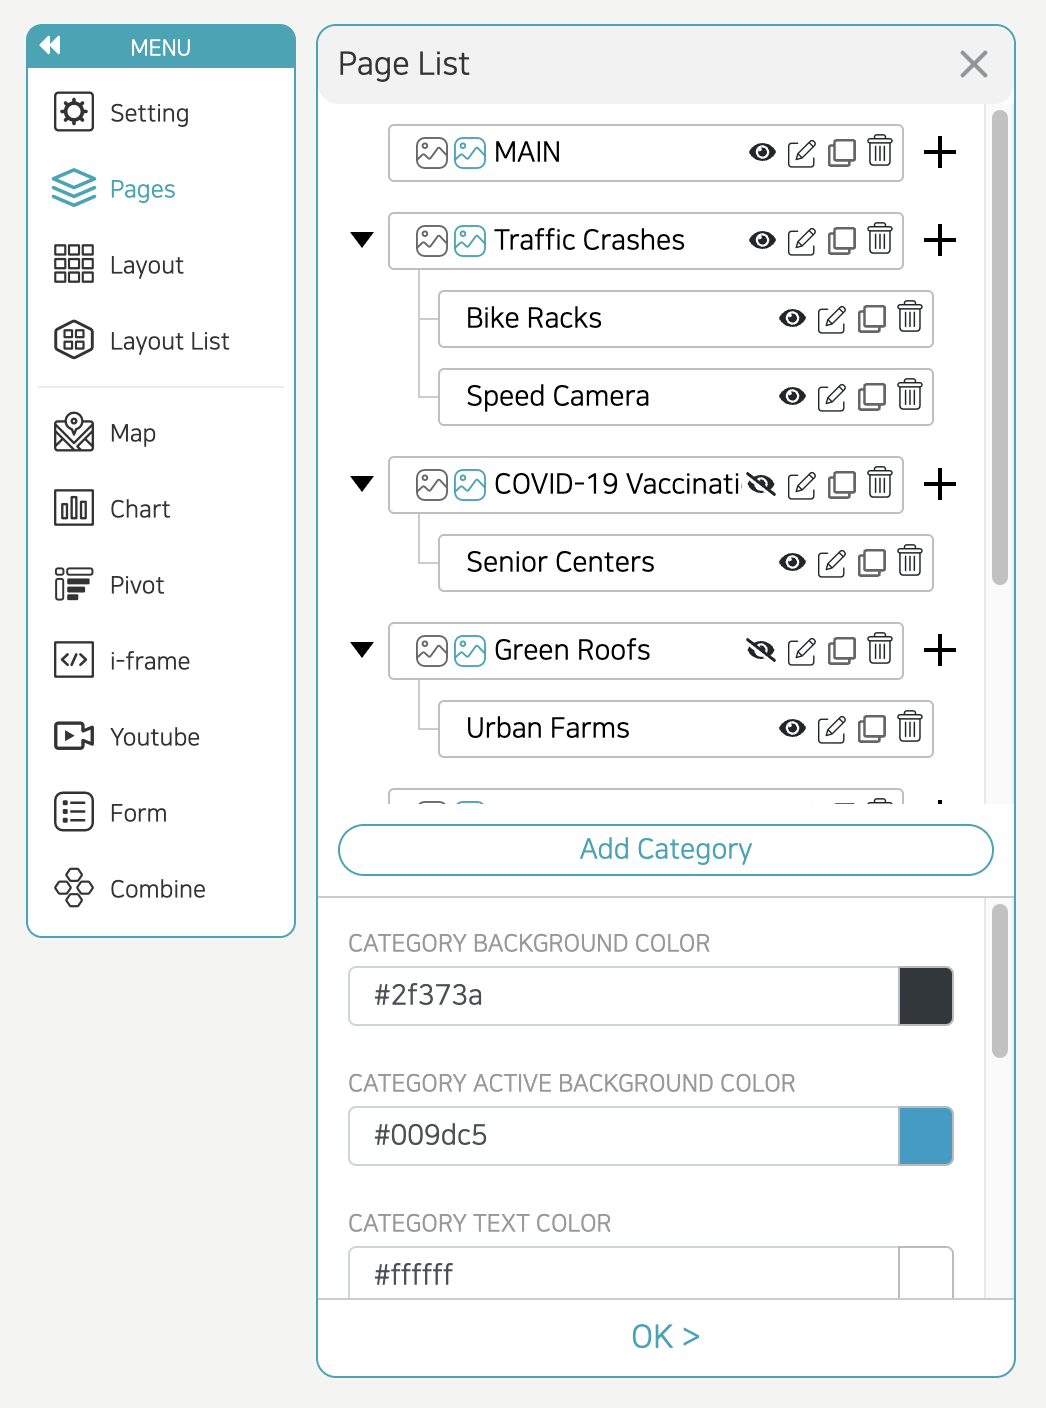 MENU
Setting
Pages
Layout
Layout List
Map
Chart
Pivot
i-frame
Youtube
Form
Combine
Page List
MAIN
Traffic Crashes
Bike Racks
Speed Camera
COVID-19 Vaccinati
Senior Centers
Green Roofs
Urban Farms
Add Category
CATEGORY BACKGROUND COLOR
#2f373a
CATEGORY ACTIVE BACKGROUND COLOR
#009dc5
CATEGORY TEXT COLOR
#ffffff
OK >